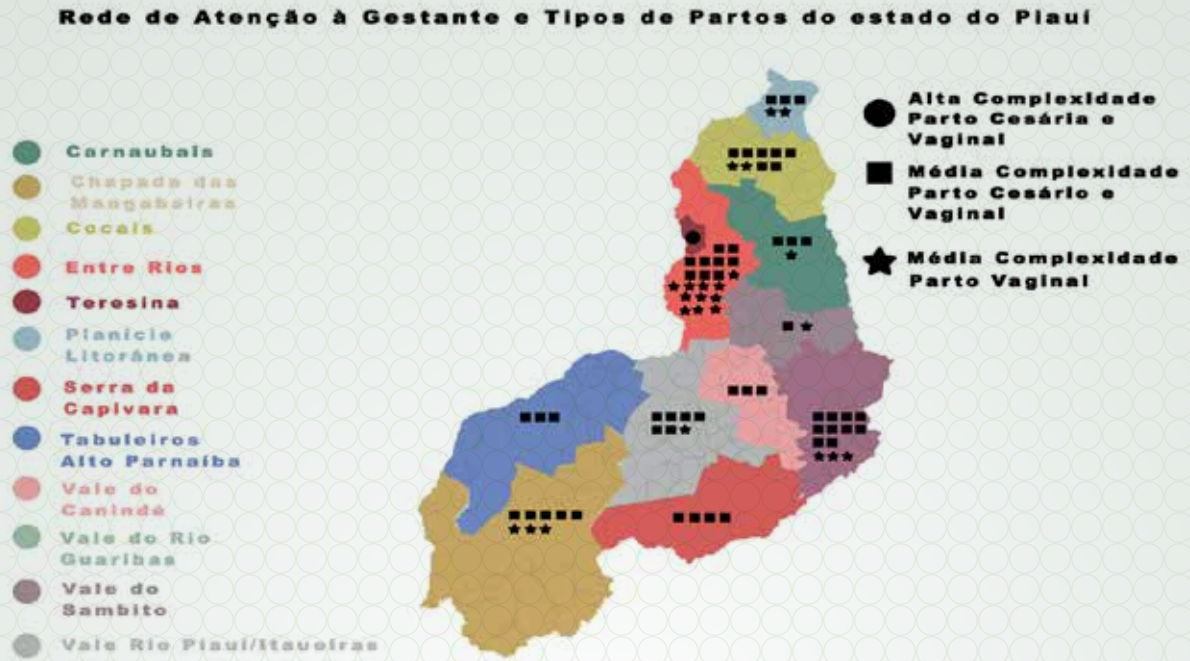 Rede de Atenção à Gestante e Tipos de Partos do estado do Piauí
Alta Complexidade
Parto Cesária e
Vaginal
Média Complexidade
Parto Cesário e
Vaginal
Média Complexidade
Parto Vaginal
Carnaubais
Chapada das
Mangabeiras
Cocais
Entre Rios
Teresina
Planície
Litorânea
Serra da
Capivara
Tabuleiros
Alto Parnaíba
Vale do
Canindé
Vale do Rio
Guaribas
Vale do
Sambito
Vale Rio Piauí/Itaueiras